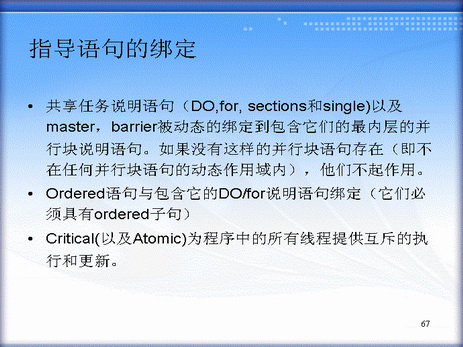 指导语句的绑定
• 共享任务说明语句（DO,for, sections和single)以及
master，barrier被动态的绑定到包含它们的最内层的并
行块说明语句。如果没有这样的并行块语句存在（即不
在任何并行块语句的动态作用域内），他们不起作用。
• Ordered语句与包含它的DO/for说明语句绑定（它们必
须具有ordered子句）
• Critical(以及Atomic)为程序中的所有线程提供互斥的执
行和更新。
67